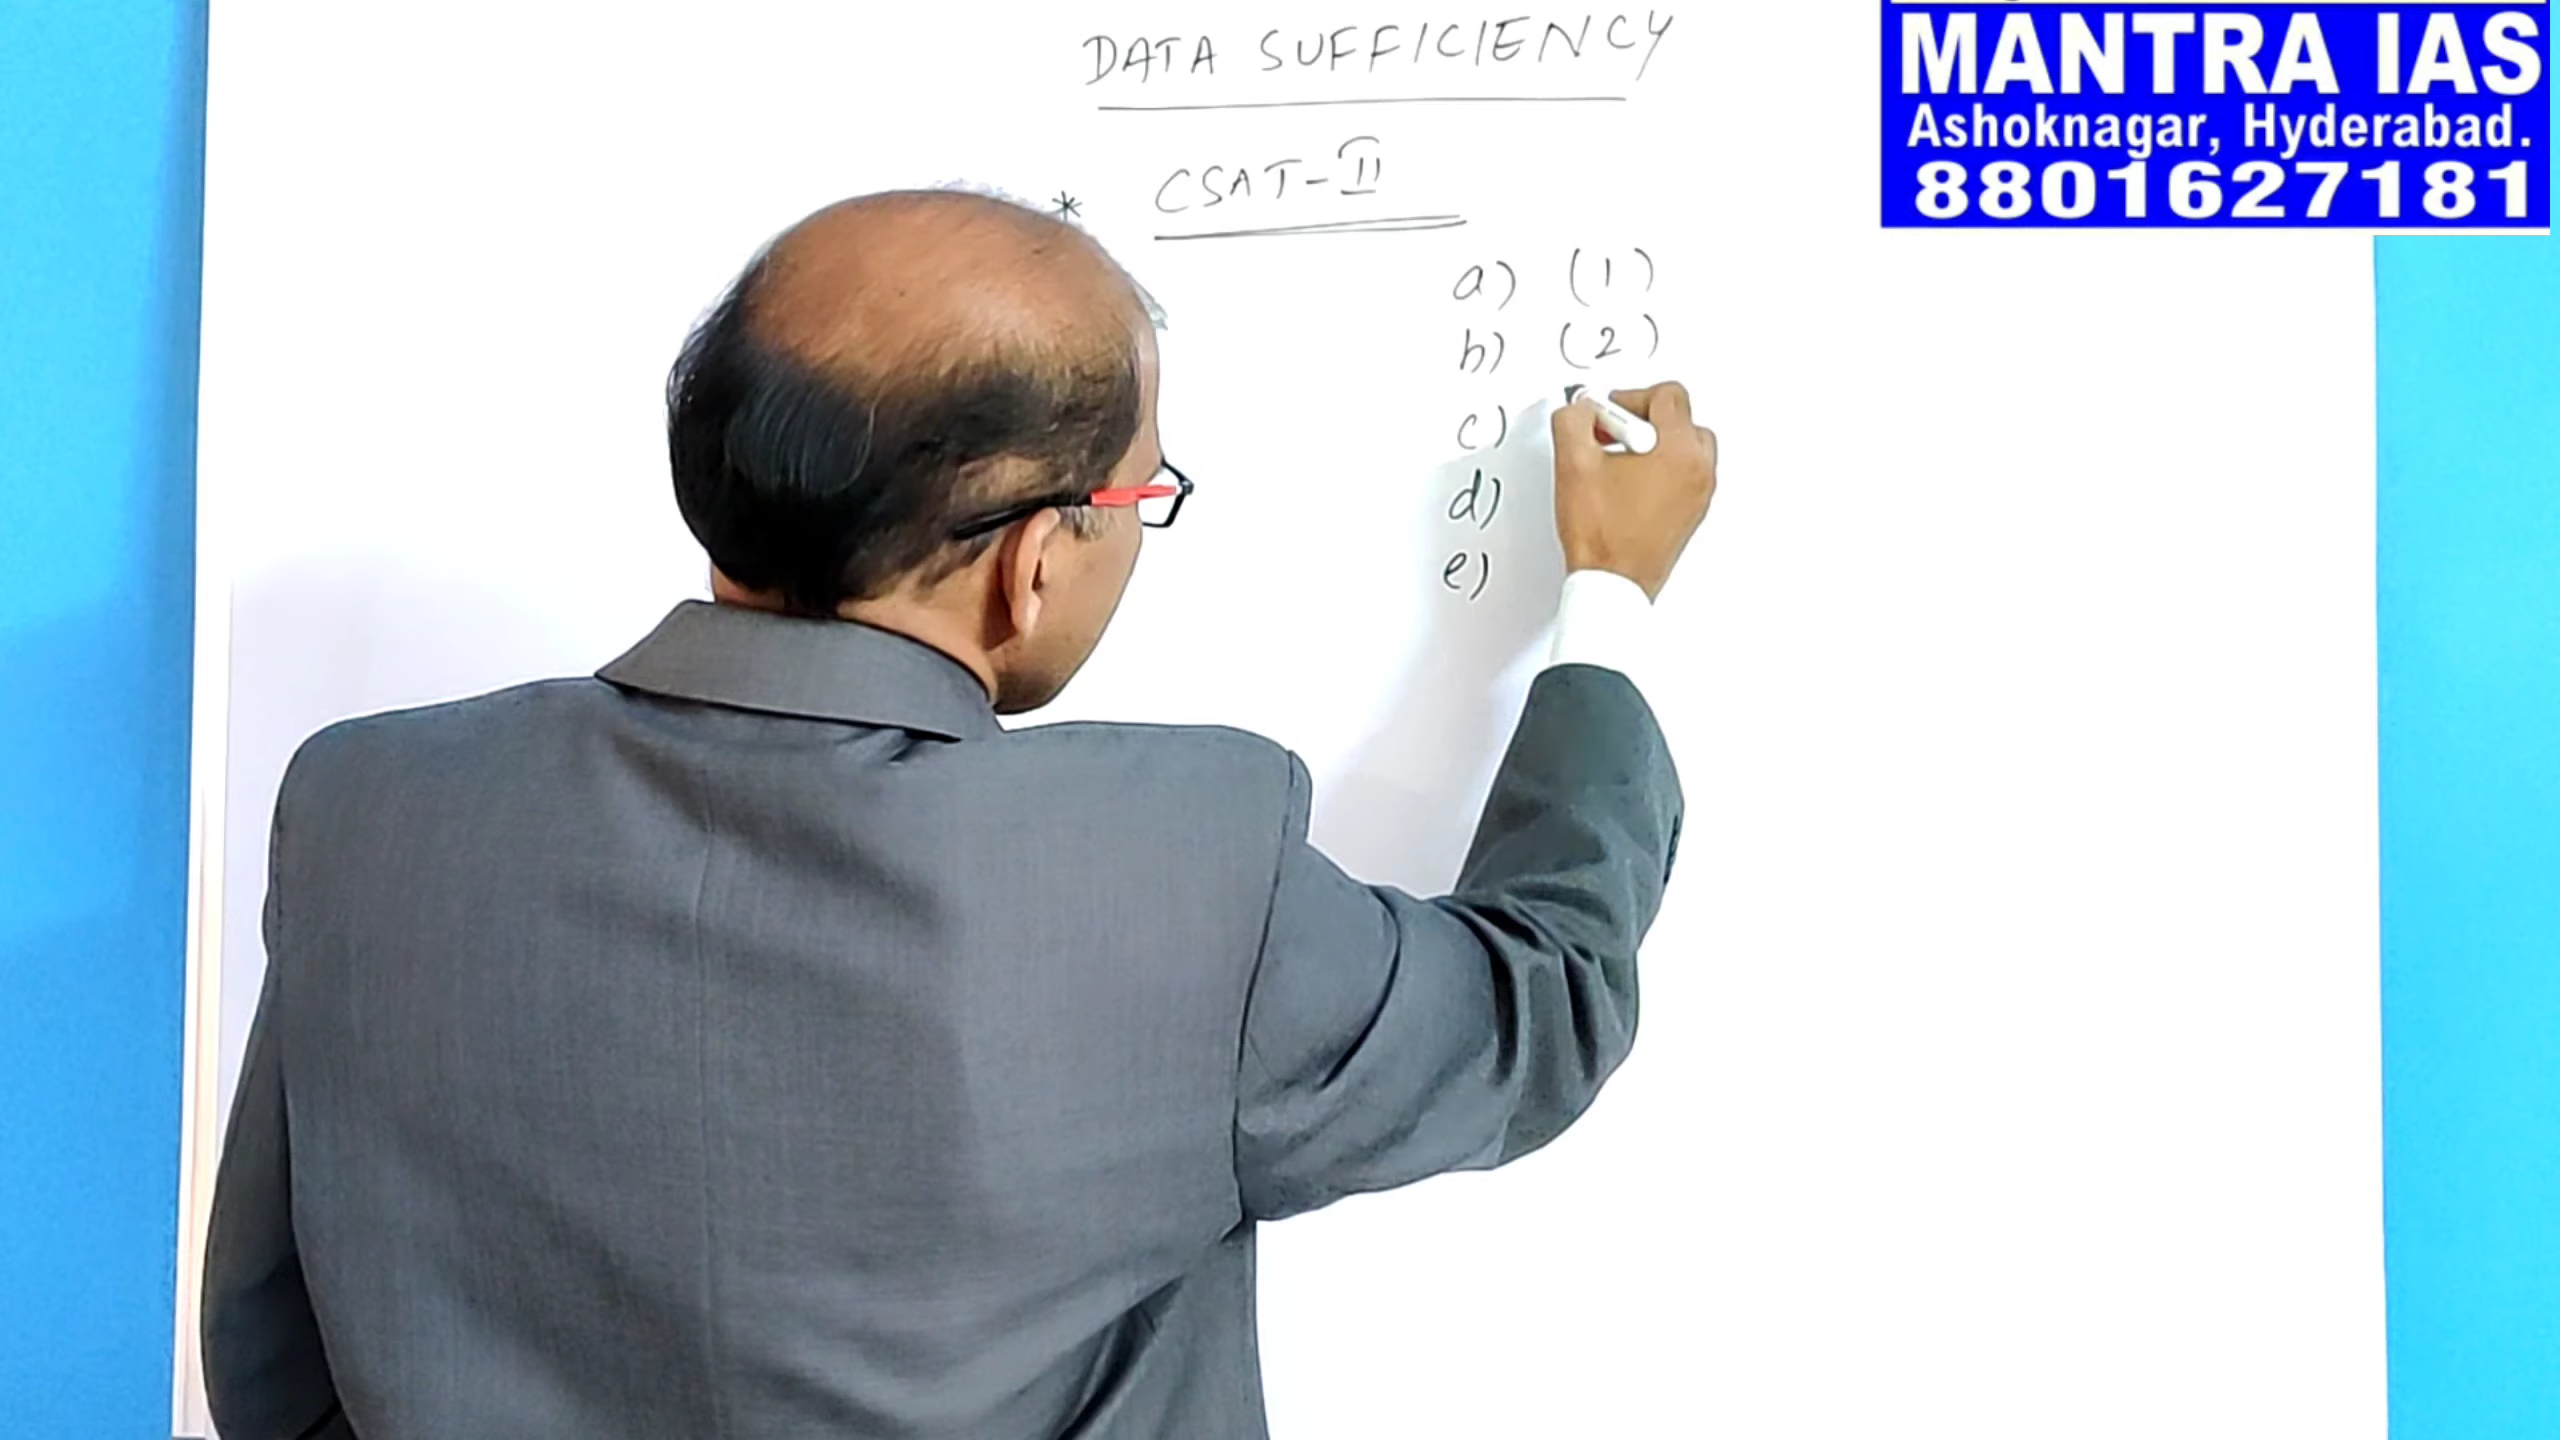 DATA SUFFICIENCY
* CSAT-II
a) (1)
b) (2)
c)
d)
e)
MANTRA IAS
Ashoknagar, Hyderabad.
8801627181